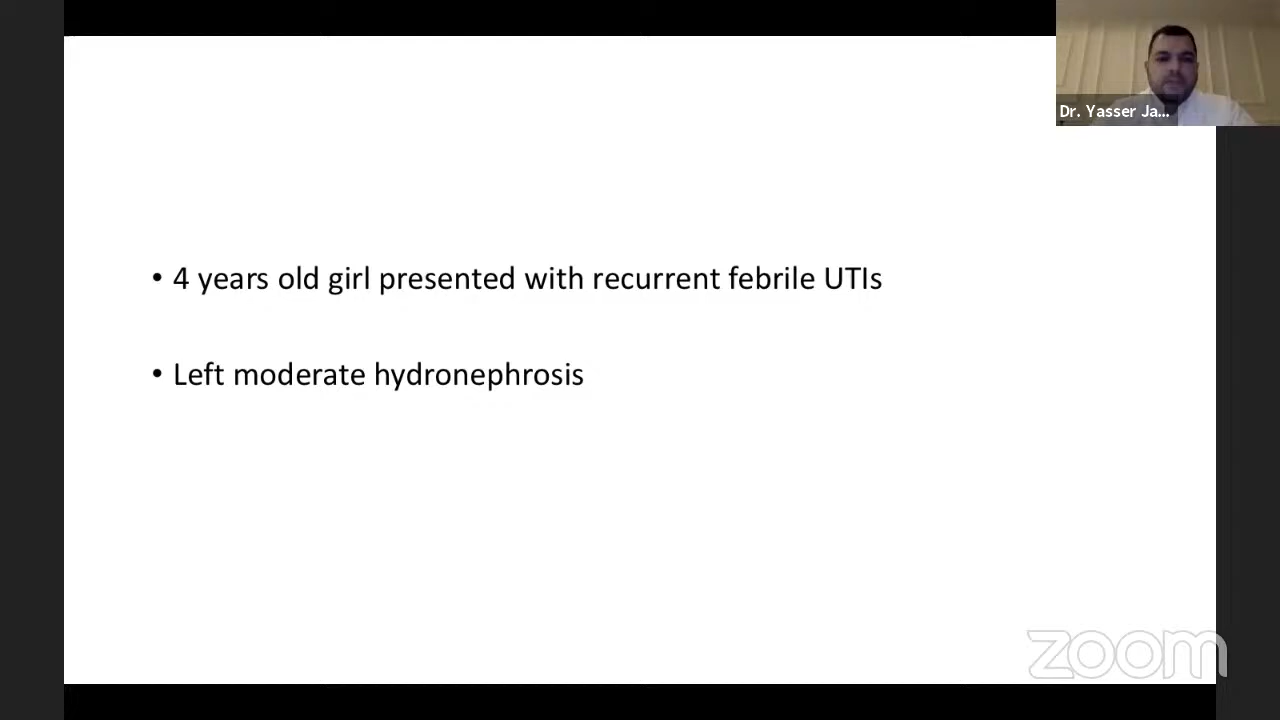 Dr. Yasser Ja...
• 4 years old girl presented with recurrent febrile UTIs
• Left moderate hydronephrosis
zoom